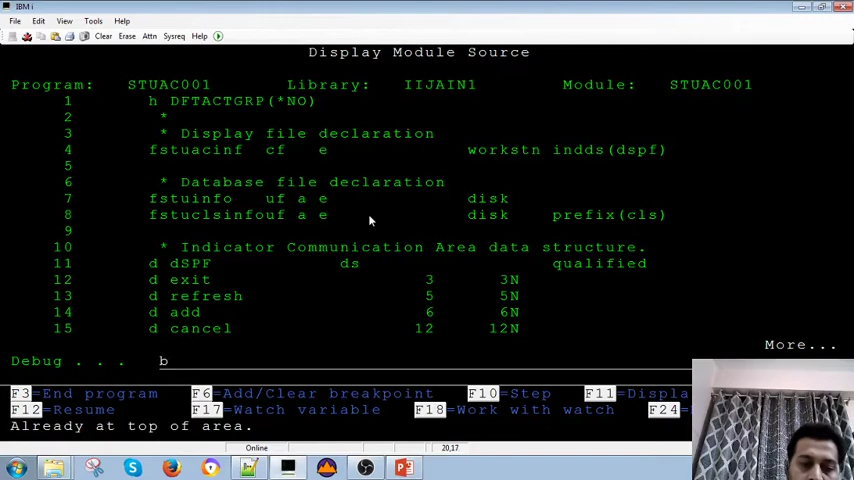 IBM i
File Edit View Tools Help
Clear Erase Attn Sysreq Help
Display Module Source
Program: STUAC001 Library: IIJAIN1 Module: STUAC001
1 h DFTACTGRP(*NO)
2 *
3 * Display file declaration
4 fstuacinf cf e workstn indds(dspf)
5
6 * Database file declaration
7 fstuinfo uf a e disk
8 fstuclsinfouf a e disk prefix(cls)
9
10 * Indicator Communication Area data structure.
11 d dSPF ds qualified
12 d exit 3 3N
13 d refresh 5 5N
14 d add 6 6N
15 d cancel 12 12N
More...
Debug . . . b
F3=End program F6=Add/Clear breakpoint F10=Step F11=Displa
F12=Resume F17=Watch variable F18=Work with watch F24=
Already at top of area.
Online 20,17